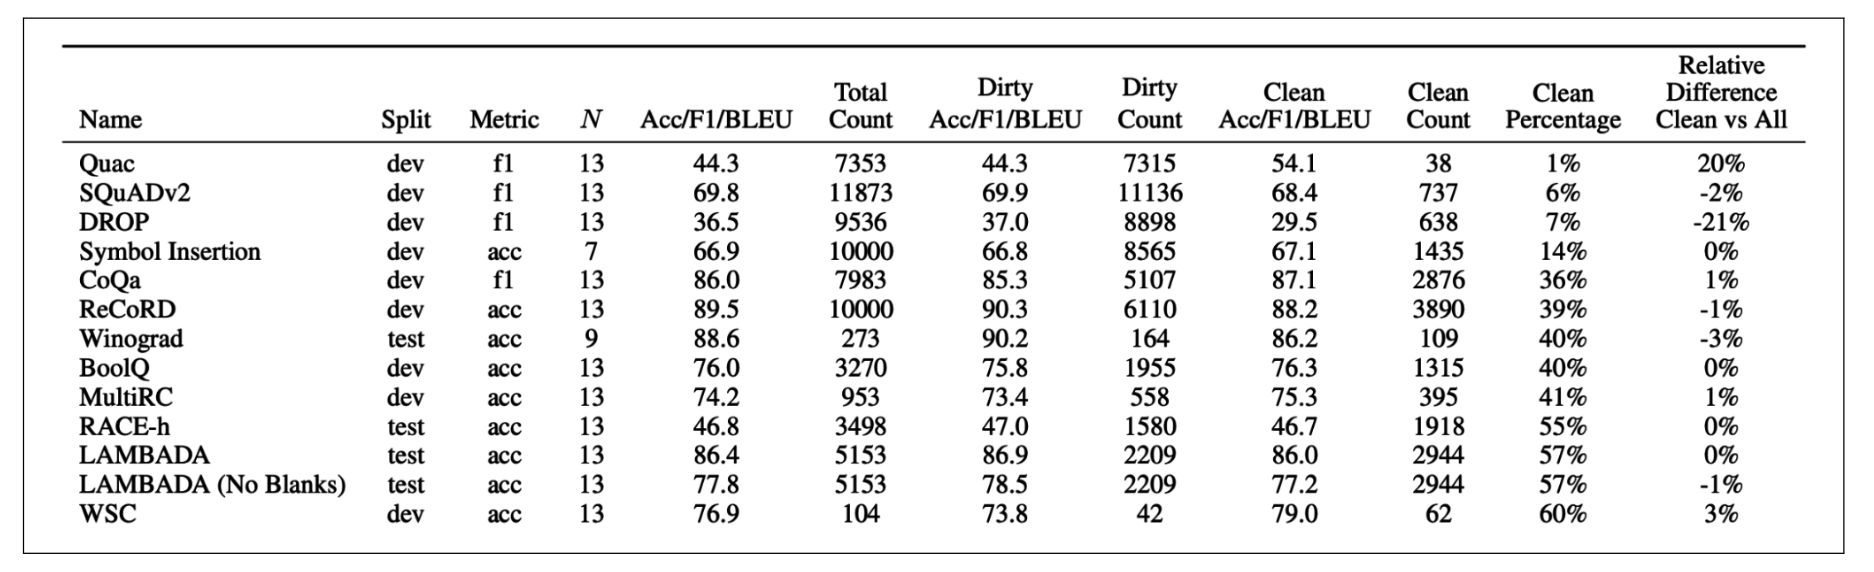 Name Split Metric N Acc/F1/BLEU Total Count Dirty Acc/F1/BLEU Dirty Count Clean Acc/F1/BLEU Clean Count Clean Percentage Relative Difference Clean vs All
Quac dev f1 13 44.3 7353 44.3 7315 54.1 38 1% 20%
SQuADv2 dev f1 13 69.8 11873 69.9 11136 68.4 737 6% -2%
DROP dev f1 13 36.5 9536 37.0 8898 29.5 638 7% -21%
Symbol Insertion dev acc 7 66.9 10000 66.8 8565 67.1 1435 14% 0%
CoQa dev f1 13 86.0 7983 85.3 5107 87.1 2876 36% 1%
ReCoRD dev acc 13 89.5 10000 90.3 6110 88.2 3890 39% -1%
Winograd test acc 9 88.6 273 90.2 164 86.2 109 40% -3%
BoolQ dev acc 13 76.0 3270 75.8 1955 76.3 1315 40% 0%
MultiRC dev acc 13 74.2 953 73.4 558 75.3 395 41% 1%
RACE-h test acc 13 46.8 3498 47.0 1580 46.7 1918 55% 0%
LAMBADA test acc 13 86.4 5153 86.9 2209 86.0 2944 57% 0%
LAMBADA (No Blanks) test acc 13 77.8 5153 78.5 2209 77.2 2944 57% -1%
WSC dev acc 13 76.9 104 73.8 42 79.0 62 60% 3%